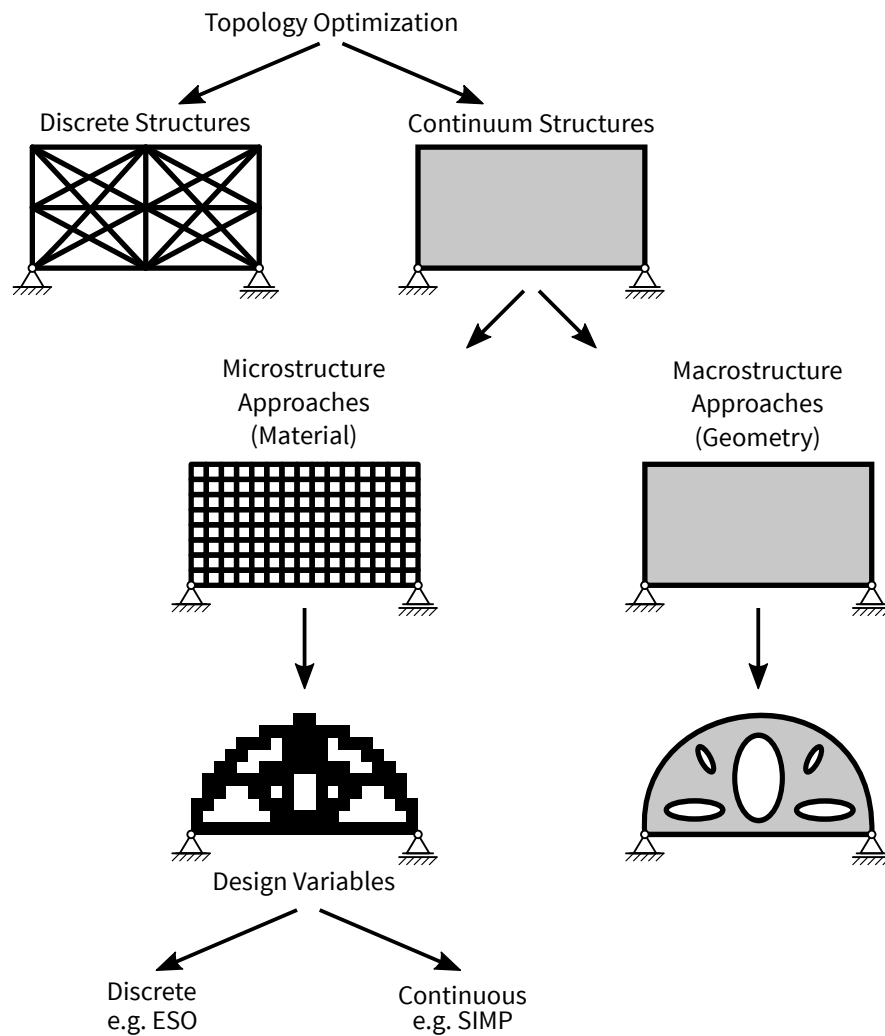 Topology Optimization
Discrete Structures
Continuum Structures
Microstructure
Approaches
(Material)
Macrostructure
Approaches
(Geometry)
Design Variables
Discrete
e.g. ESO
Continuous
e.g. SIMP